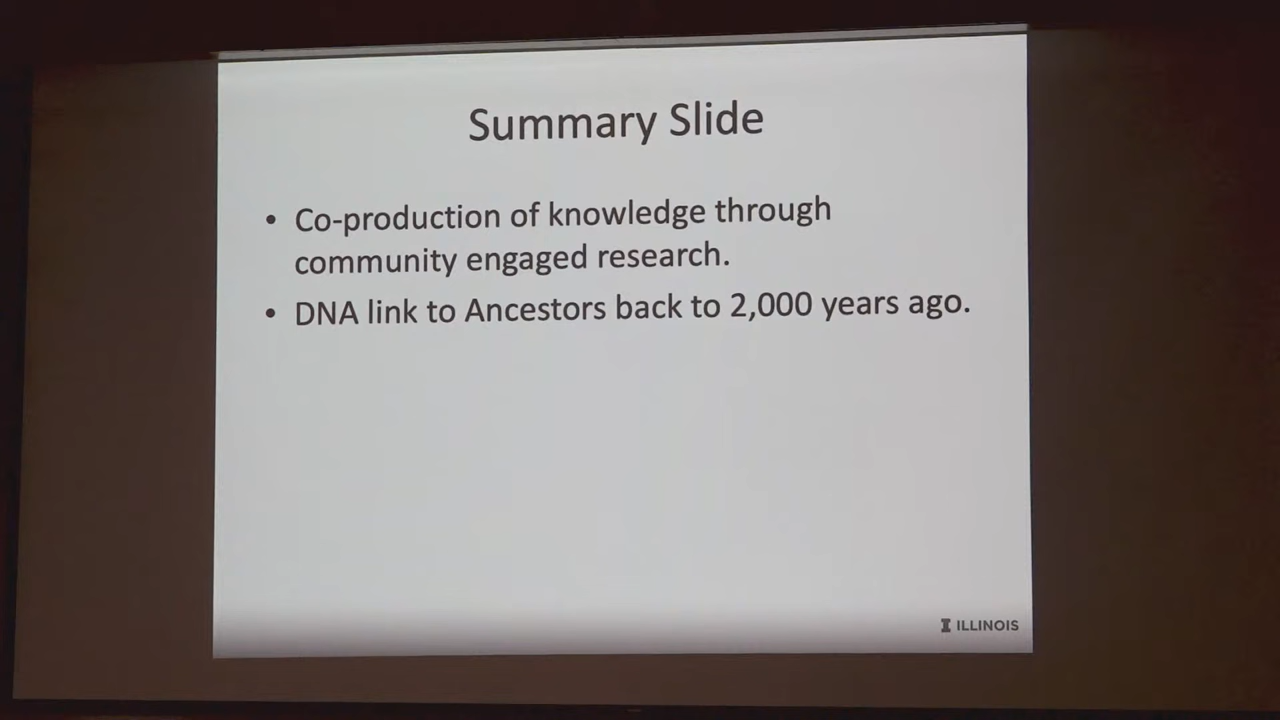 Summary Slide
• Co-production of knowledge through
community engaged research.
• DNA link to Ancestors back to 2,000 years ago.
I ILLINOIS